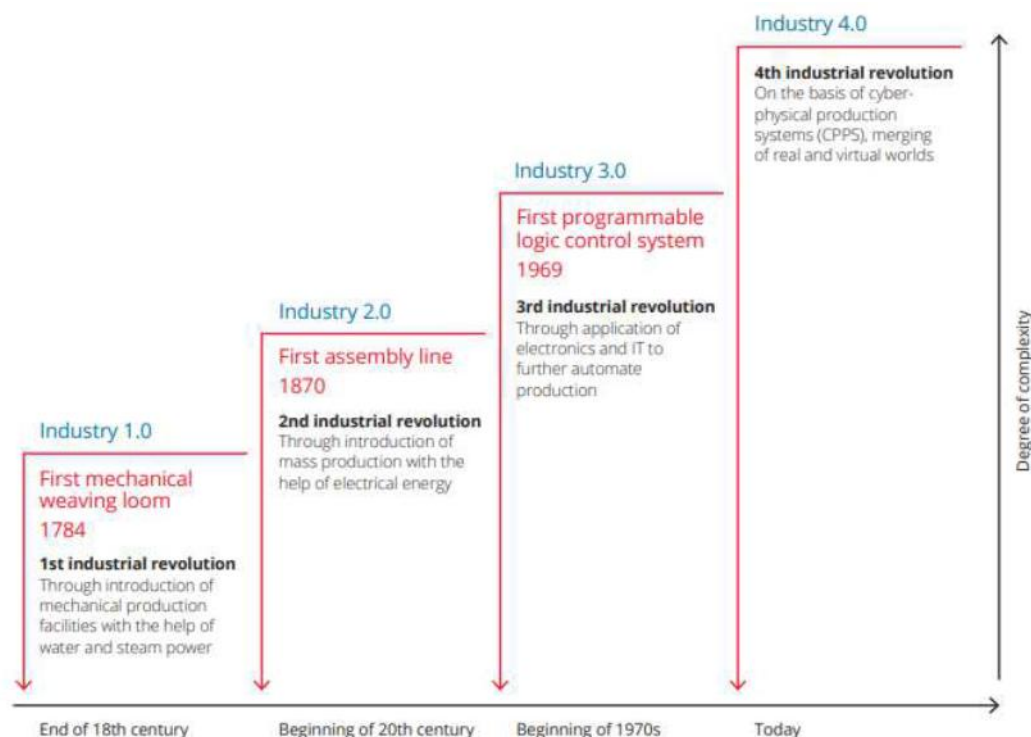 Industry 4.0
4th industrial revolution
On the basis of cyber-
physical production
systems (CPPS), merging
of real and virtual worlds
Industry 3.0
First programmable
logic control system
1969
3rd industrial revolution
Through application of
electronics and IT to
further automate
production
Industry 2.0
First assembly line
1870
2nd industrial revolution
Through introduction of
mass production with the
help of electrical energy
Industry 1.0
First mechanical
weaving loom
1784
1st industrial revolution
Through introduction of
mechanical production
facilities with the help of
water and steam power
Degree of complexity
End of 18th century
Beginning of 20th century
Beginning of 1970s
Today